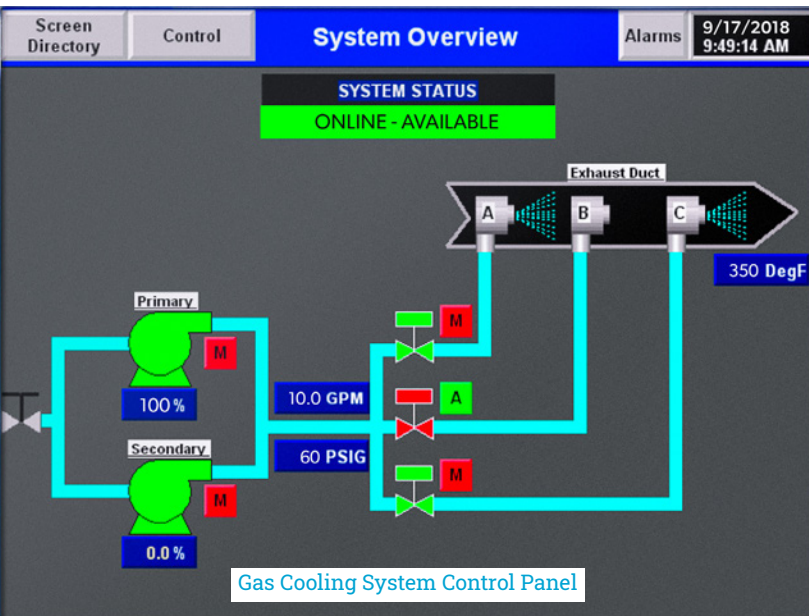 Screen
Directory
Control
System Overview
Alarms
9/17/2018
9:49:14 AM
SYSTEM STATUS
ONLINE - AVAILABLE
Exhaust Duct
A
B
C
350 DegF
Primary
M
M
100 %
10.0 GPM
A
Secondary
60 PSIG
M
M
0.0 %
Gas Cooling System Control Panel